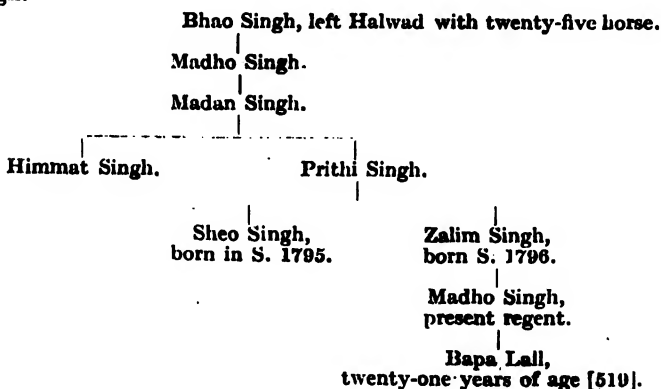 Bhao Singh, left Halwad with twenty-five horse.
Madho Singh.
Madan Singh.
Himmat Singh. Prithi Singh.
Sheo Singh, Zalim Singh,
born in S. 1795. born S. 1796.
Madho Singh,
present regent.
Bapa Lall,
twenty-one years of age [519].